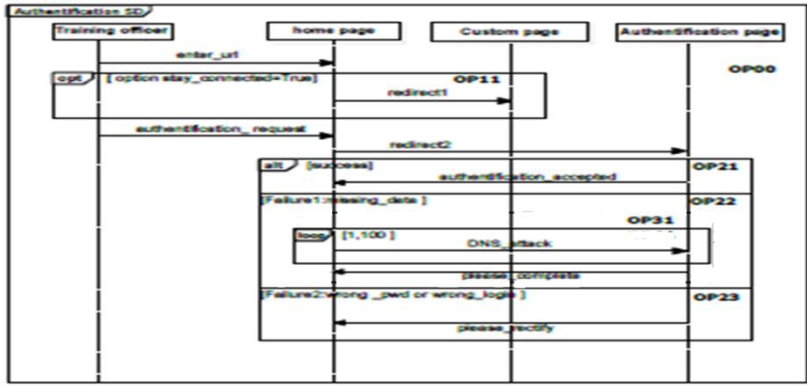 Authentification SD
Training officer
home page
Custom page
Authentification page
enter_url
OP00
opt
[ option stay_connected=True]
OP11
redirect1
authentification_ request
redirect2
alt
[success]
OP21
authentification_accepted
[Failure1:missing_data ]
OP22
OP31
loop
[1,100 ]
DNS_attack
please_complete
[Failure2:wrong _pwd or wrong_login ]
OP23
please_rectify